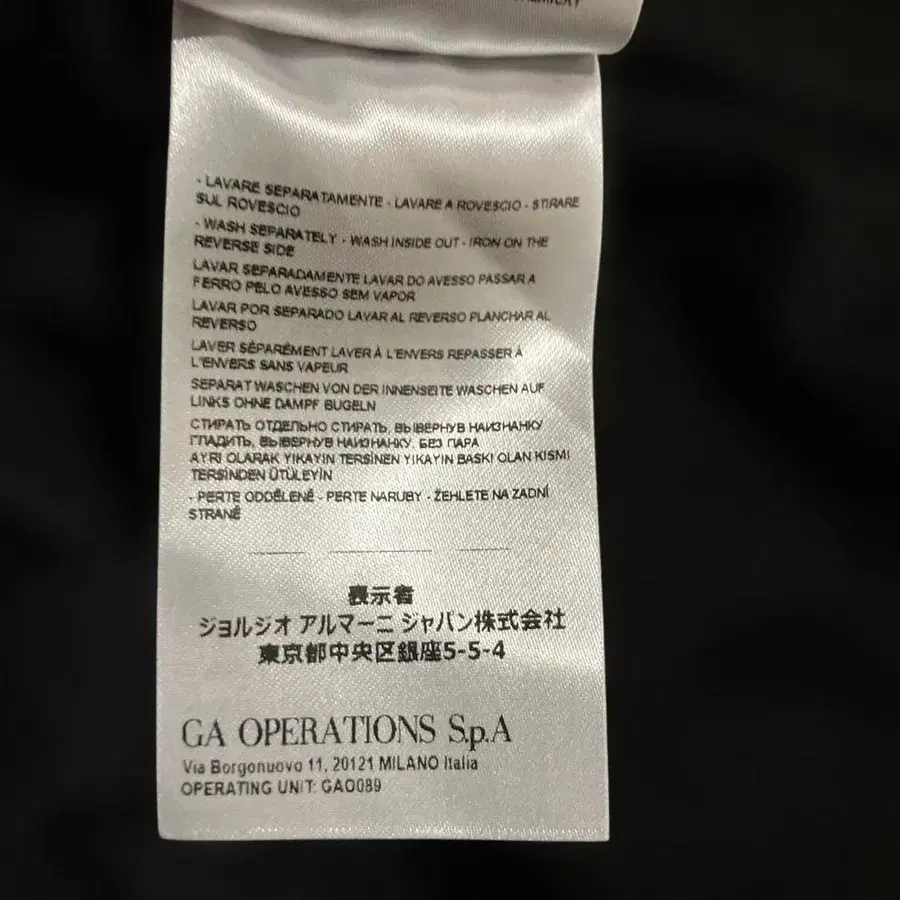 - LAVARE SEPARATAMENTE - LAVARE A ROVESCIO - STIRARE
SUL ROVESCIO
- WASH SEPARATELY - WASH INSIDE OUT - IRON ON THE
REVERSE SIDE
LAVAR SEPARADAMENTE LAVAR DO AVESSO PASSAR A
FERRO PELO AVESSO SEM VAPOR
LAVAR POR SEPARADO LAVAR AL REVERSO PLANCHAR AL
REVERSO
LAVER SÉPARÉMENT LAVER À L'ENVERS REPASSER À
L'ENVERS SANS VAPEUR
SEPARAT WASCHEN VON DER INNENSEITE WASCHEN AUF
LINKS OHNE DAMPF BUGELN
СТИРАТЬ ОТДЕЛЬНО СТИРАТЬ, ВЫВЕРНУВ НАИЗНАНКУ
ГЛАДИТЬ, ВЫВЕРНУВ НАИЗНАНКУ, БЕЗ ПАРА
AYRI OLARAK YIKAYIN TERSİNEN YIKAYIN BASKI OLAN KISMI
TERSİNDEN ÜTÜLEYİN
- PERTE ODDĚLENĚ - PERTE NARUBY - ŽEHLETE NA ZADNÍ
STRANĚ
表示者
ジョルジオ アルマーニ ジャパン株式会社
東京都中央区銀座5-5-4
GA OPERATIONS S.p.A
Via Borgonuovo 11, 20121 MILANO Italia
OPERATING UNIT: GAO089